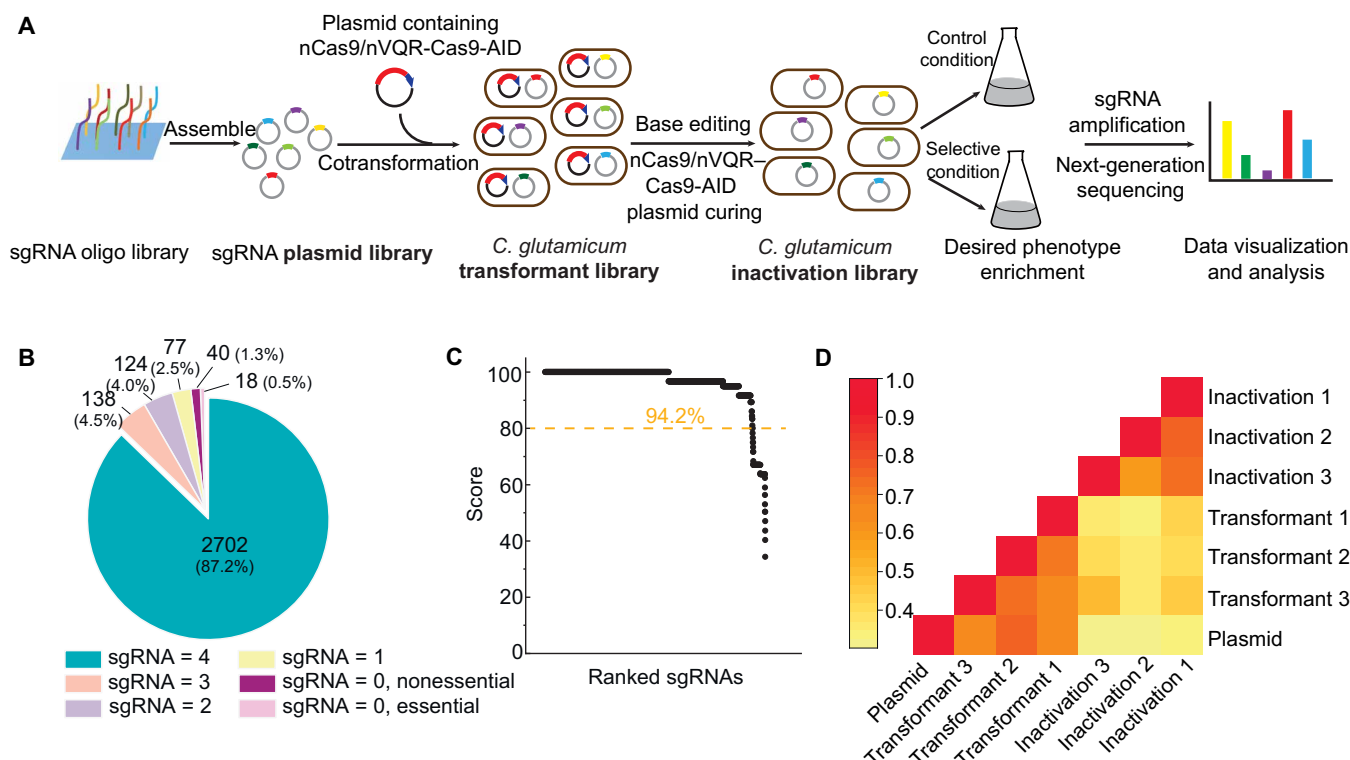 A
Plasmid containing
nCas9/nVQR-Cas9-AID
Assemble
Cotransformation
Base editing
nCas9/nVQR–
Cas9-AID
plasmid curing
Control
condition
Selective
condition
sgRNA
amplification
Next-generation
sequencing
sgRNA oligo library
sgRNA plasmid library
C. glutamicum
transformant library
C. glutamicum
inactivation library
Desired phenotype
enrichment
Data visualization
and analysis
B
138
(4.5%)
124
(4.0%)
77
(2.5%)
40 (1.3%)
18 (0.5%)
2702
(87.2%)
sgRNA = 4
sgRNA = 3
sgRNA = 2
sgRNA = 1
sgRNA = 0, nonessential
sgRNA = 0, essential
C
Score
100
80
60
40
20
0
94.2%
Ranked sgRNAs
D
1.0
0.9
0.8
0.7
0.6
0.5
0.4
Inactivation 1
Inactivation 2
Inactivation 3
Transformant 1
Transformant 2
Transformant 3
Plasmid
Plasmid
Transformant 3
Transformant 2
Transformant 1
Inactivation 3
Inactivation 2
Inactivation 1